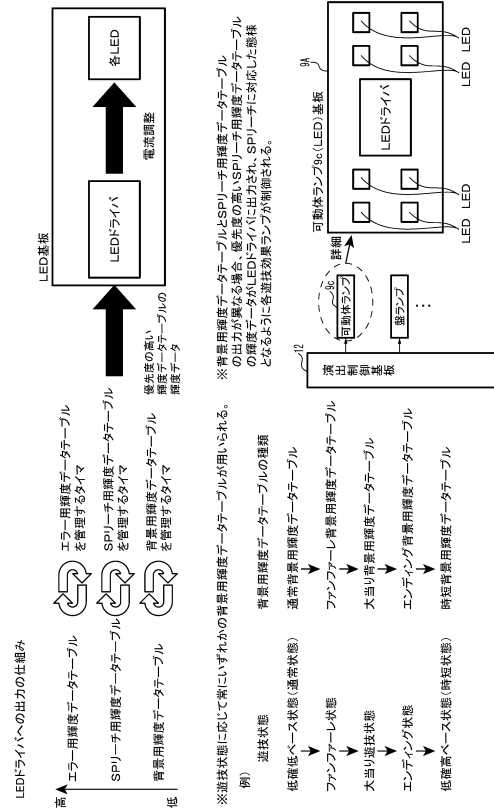 LEDドライバへの出力の仕組み
高
エラー用輝度データテーブル
SPリーチ用輝度データテーブル
背景用輝度データテーブル
低
エラー用輝度データテーブル
を管理するタイマ
SPリーチ用輝度データテーブル
を管理するタイマ
背景用輝度データテーブル
を管理するタイマ
優先度の高い
輝度データテーブルの
輝度データ
LED基板
LEDドライバ
電流調整
各LED
※背景用輝度データテーブルとSPリーチ用輝度データテーブル
の出力が異なる場合、優先度の高いSPリーチ用輝度データテーブル
の輝度データがLEDドライバに出力され、SPリーチに対応した態様
となるように各遊技効果ランプが制御される。
※遊技状態に応じて常にいずれかの背景用輝度データテーブルが用いられる。
例)
遊技状態
背景用輝度データテーブルの種類
低確低ベース状態(通常状態)
通常背景用輝度データテーブル
ファンファーレ状態
ファンファーレ背景用輝度データテーブル
大当り遊技状態
大当り背景用輝度データテーブル
エンディング状態
エンディング背景用輝度データテーブル
低確高ベース状態(時短状態)
時短背景用輝度データテーブル
12
演出制御基板
9c
可動体ランプ
盤ランプ
⋮
詳細
可動体ランプ9c(LED)基板
9A
LEDドライバ
LED
LED
LED
LED